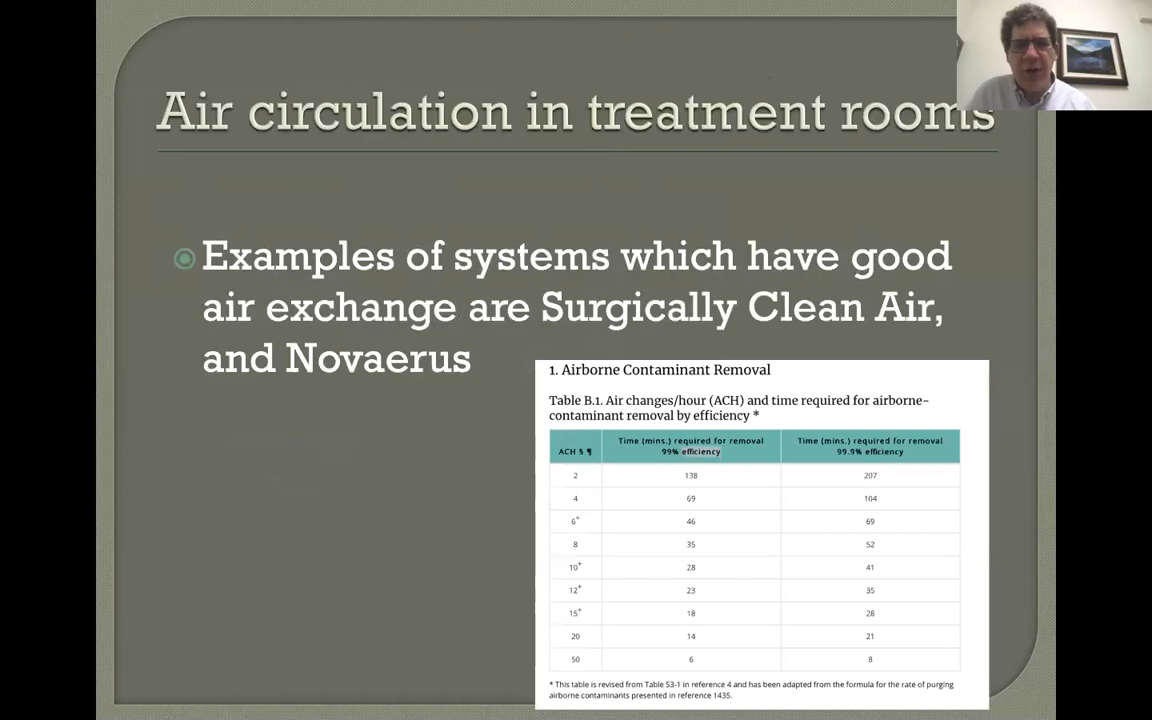 Air circulation in treatment rooms
Examples of systems which have good
air exchange are Surgically Clean Air,
and Novaerus
1. Airborne Contaminant Removal
Table B.1. Air changes/hour (ACH) and time required for airborne-
contaminant removal by efficiency *
ACH § ¶ Time (mins.) required for removal 99% efficiency Time (mins.) required for removal 99.9% efficiency
2 138 207
4 69 104
6+ 46 69
8 35 52
10+ 28 41
12+ 23 35
15+ 18 28
20 14 21
50 6 8
* This table is revised from Table S3-1 in reference 4 and has been adapted from the formula for the rate of purging
airborne contaminants presented in reference 1435.